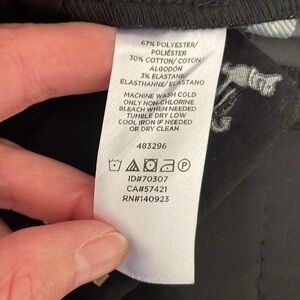 67% POLYESTER/
POLIÉSTER
30% COTTON/ COTON/
ALGODÓN
3% ELASTANE/
ELASTHANNE/ ELASTANO
MACHINE WASH COLD
ONLY NON-CHLORINE
BLEACH WHEN NEEDED
TUMBLE DRY LOW
COOL IRON IF NEEDED
OR DRY CLEAN
483296
ID#70307
CA#57421
RN#140923